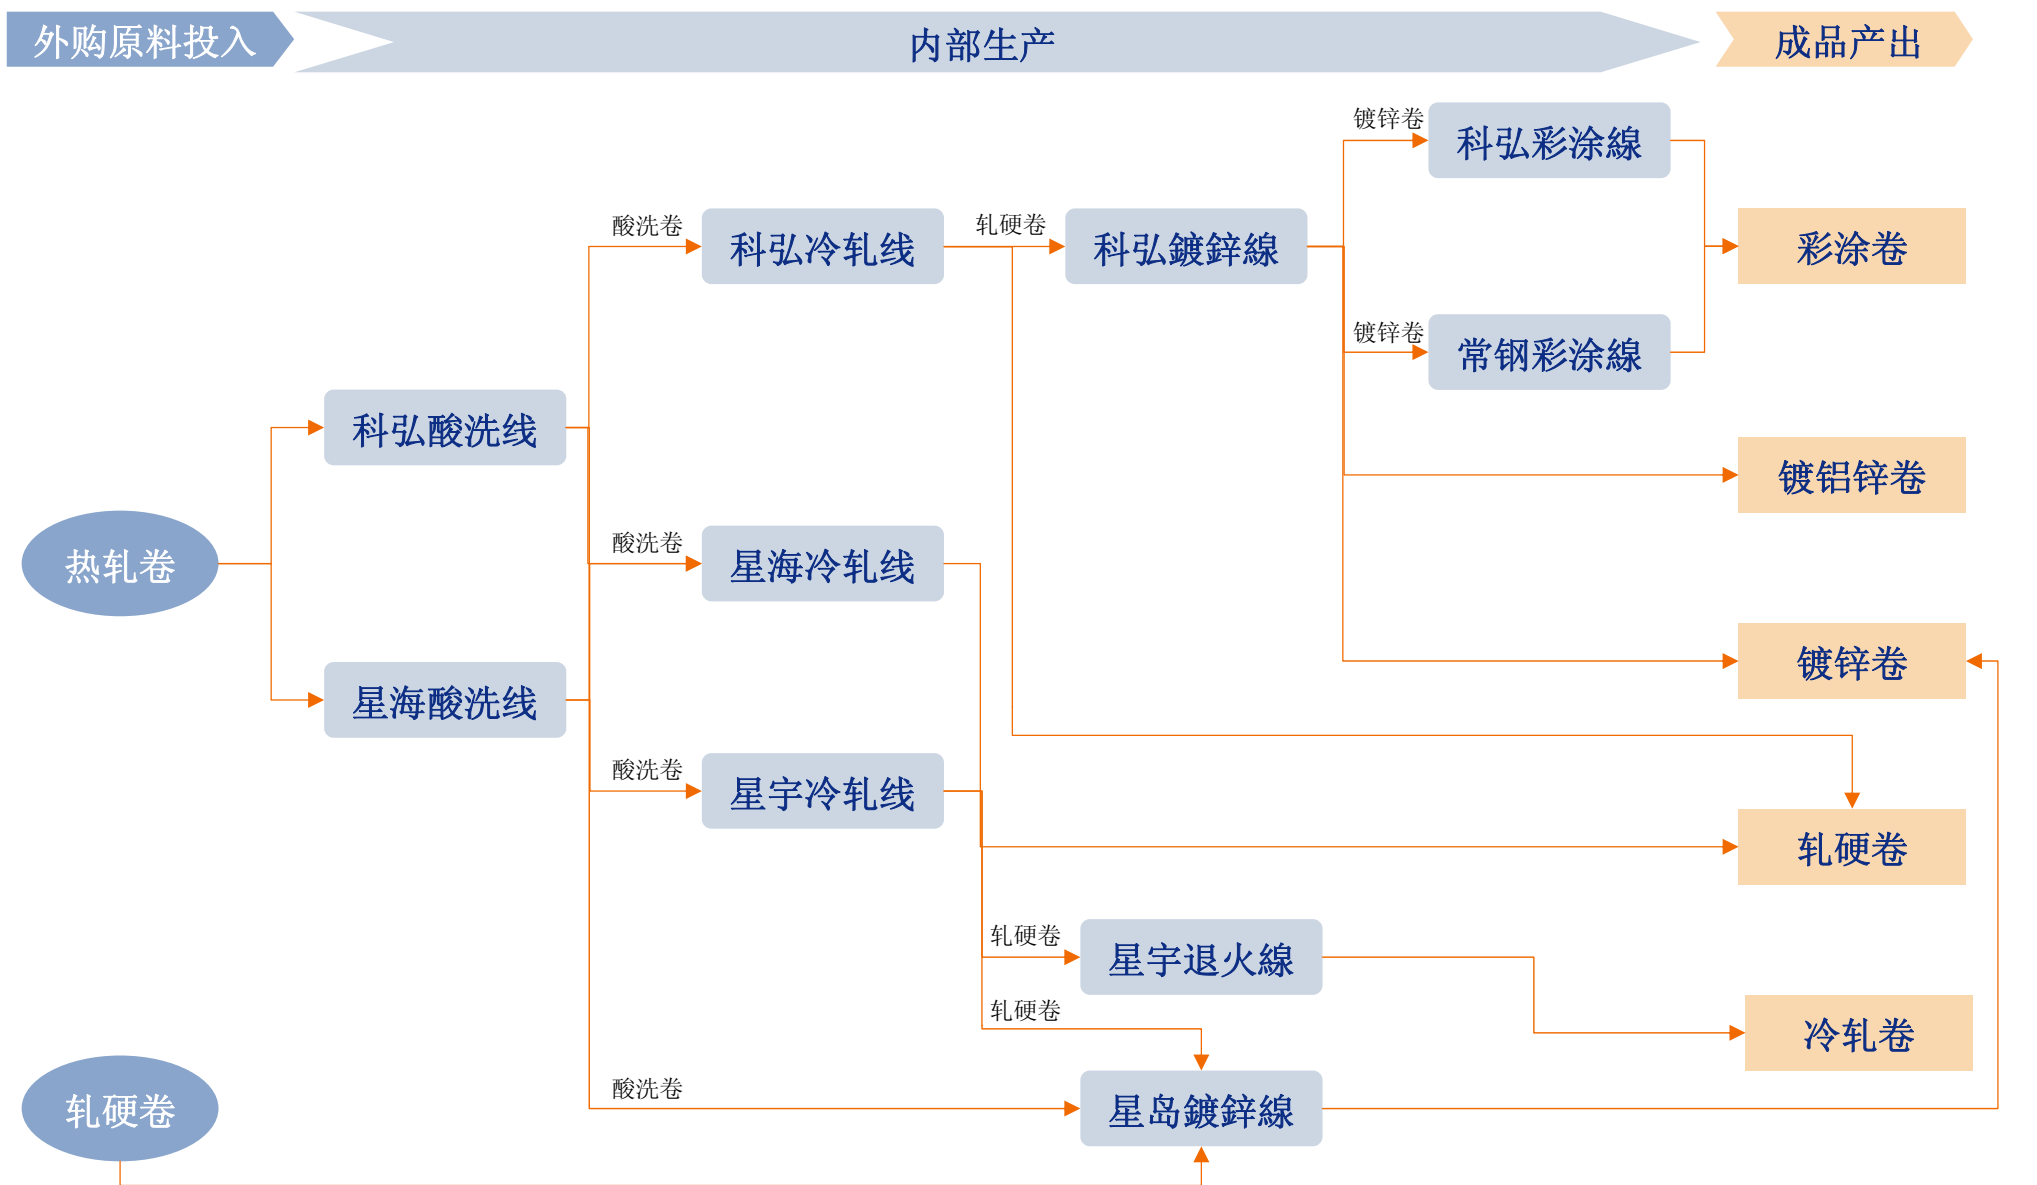 外购原料投入
内部生产
成品产出
镀锌卷
科弘彩涂線
酸洗卷
科弘冷轧线
轧硬卷
科弘鍍鋅線
彩涂卷
镀锌卷
常钢彩涂線
科弘酸洗线
镀铝锌卷
酸洗卷
热轧卷
星海冷轧线
镀锌卷
星海酸洗线
酸洗卷
星宇冷轧线
轧硬卷
轧硬卷
星宇退火線
轧硬卷
冷轧卷
酸洗卷
轧硬卷
星岛鍍鋅線